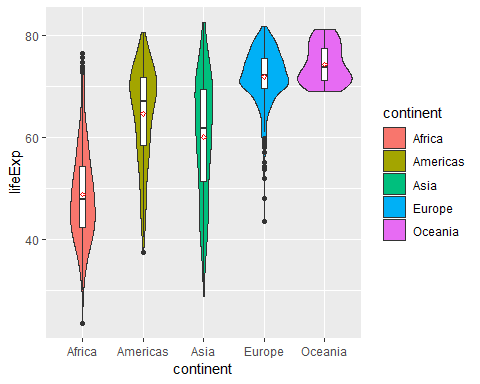 80
60
40
lifeExp
Africa Americas Asia Europe Oceania
continent
continent
Africa
Americas
Asia
Europe
Oceania